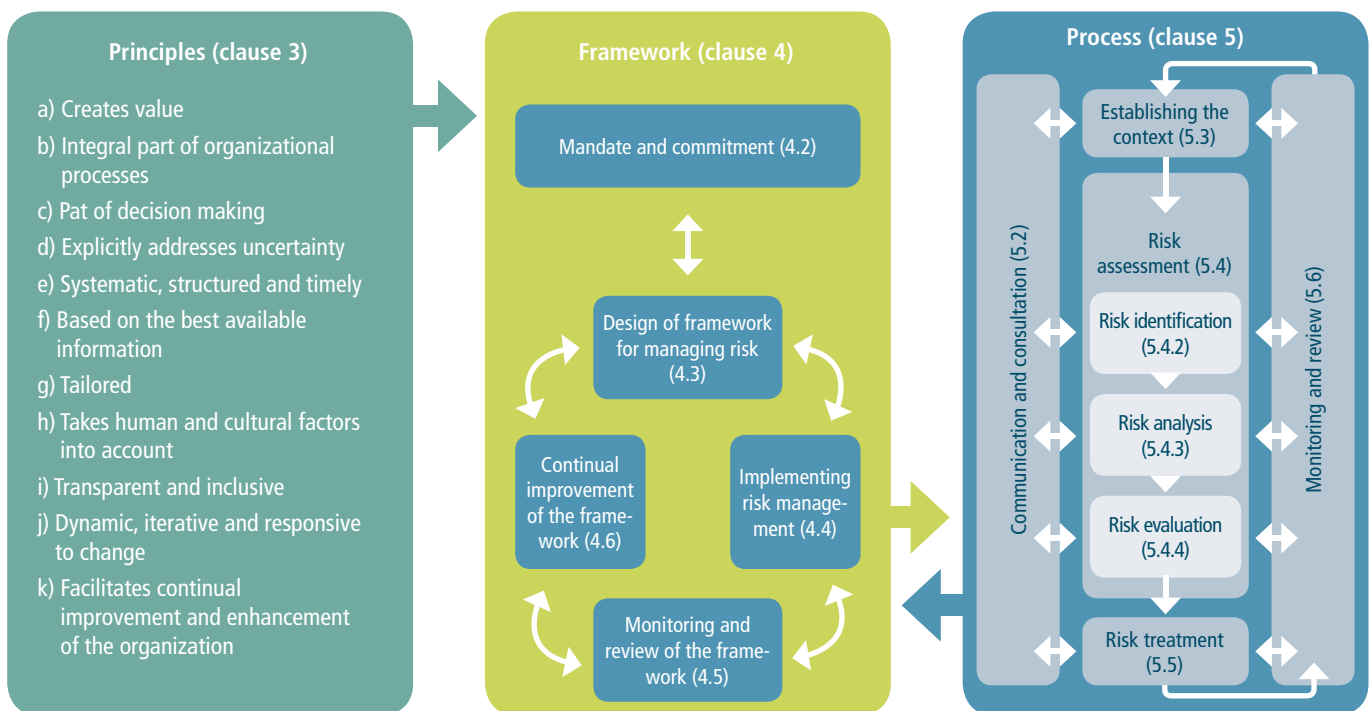 Principles (clause 3)
a) Creates value
b) Integral part of organizational
processes
c) Pat of decision making
d) Explicitly addresses uncertainty
e) Systematic, structured and timely
f) Based on the best available
information
g) Tailored
h) Takes human and cultural factors
into account
i) Transparent and inclusive
j) Dynamic, iterative and responsive
to change
k) Facilitates continual
improvement and enhancement
of the organization
Framework (clause 4)
Mandate and commitment (4.2)
Design of framework
for managing risk
(4.3)
Continual
improvement
of the frame-
work (4.6)
Implementing
risk manage-
ment (4.4)
Monitoring and
review of the frame-
work (4.5)
Process (clause 5)
Communication and consultation (5.2)
Establishing the
context (5.3)
Risk
assessment (5.4)
Risk identification
(5.4.2)
Risk analysis
(5.4.3)
Risk evaluation
(5.4.4)
Risk treatment
(5.5)
Monitoring and review (5.6)